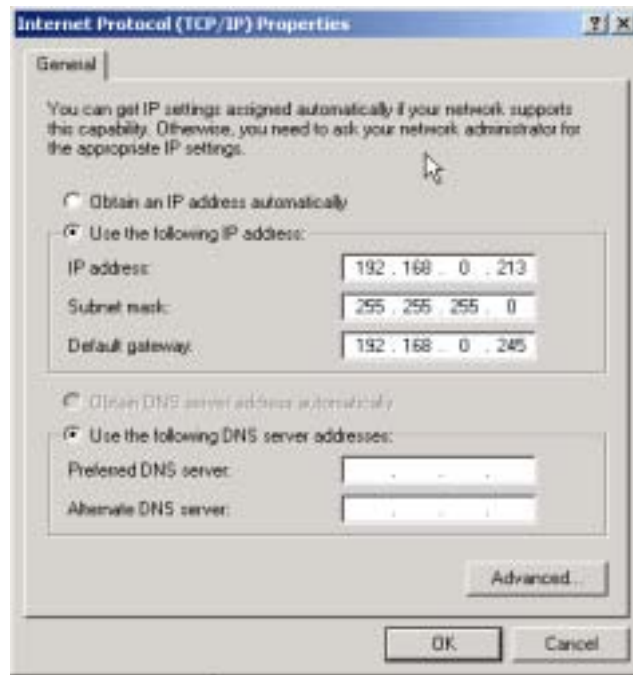 Internet Protocol (TCP/IP) Properties
General
You can get IP settings assigned automatically if your network supports
this capability. Otherwise, you need to ask your network administrator for
the appropriate IP settings.
Obtain an IP address automatically
Use the following IP address:
IP address: 192 . 168 . 0 . 213
Subnet mask: 255 . 255 . 255 . 0
Default gateway: 192 . 168 . 0 . 245
Obtain DNS server address automatically
Use the following DNS server addresses:
Preferred DNS server: . . .
Alternate DNS server: . . .
Advanced...
OK Cancel